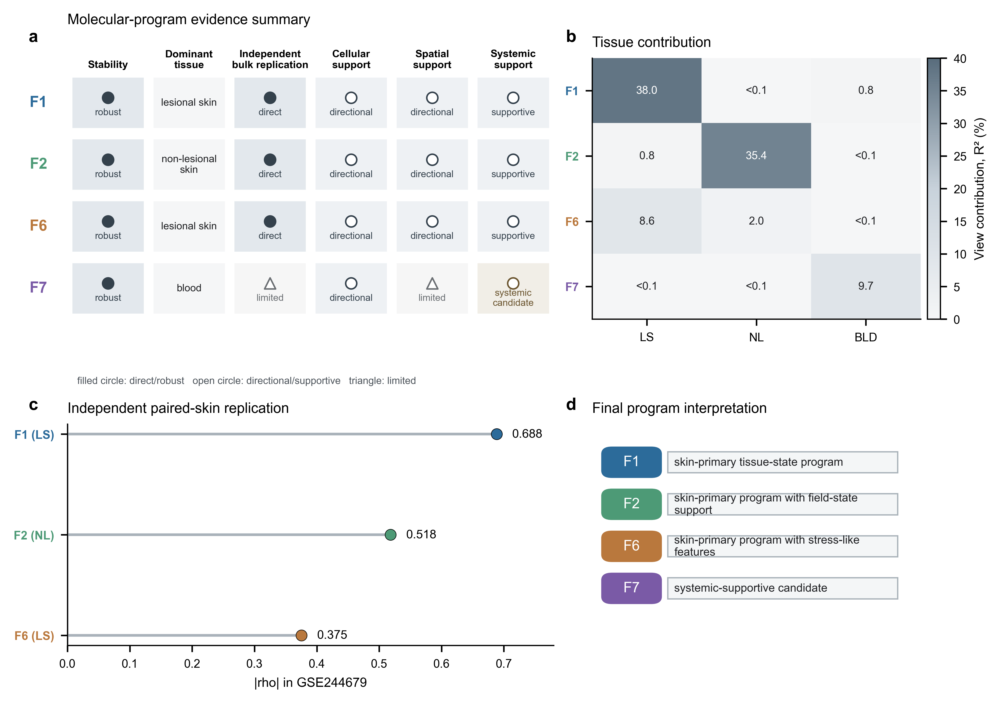 Molecular-program evidence summary
a
Stability
Dominant
tissue
Independent
bulk replication
Cellular
support
Spatial
support
Systemic
support
F1
robust
lesional skin
direct
directional
directional
supportive
F2
robust
non-lesional
skin
direct
directional
directional
supportive
F6
robust
lesional skin
direct
directional
directional
supportive
F7
robust
blood
limited
directional
limited
systemic
candidate
filled circle: direct/robust open circle: directional/supportive triangle: limited
b
Tissue contribution
F1
38.0
<0.1
0.8
F2
0.8
35.4
<0.1
F6
8.6
2.0
<0.1
F7
<0.1
<0.1
9.7
LS
NL
BLD
40
35
30
25
20
15
10
5
0
View contribution, R² (%)
c
Independent paired-skin replication
F1 (LS)
0.688
F2 (NL)
0.518
F6 (LS)
0.375
0.0
0.1
0.2
0.3
0.4
0.5
0.6
0.7
|rho| in GSE244679
d
Final program interpretation
F1
skin-primary tissue-state program
F2
skin-primary program with field-state
support
F6
skin-primary program with stress-like
features
F7
systemic-supportive candidate